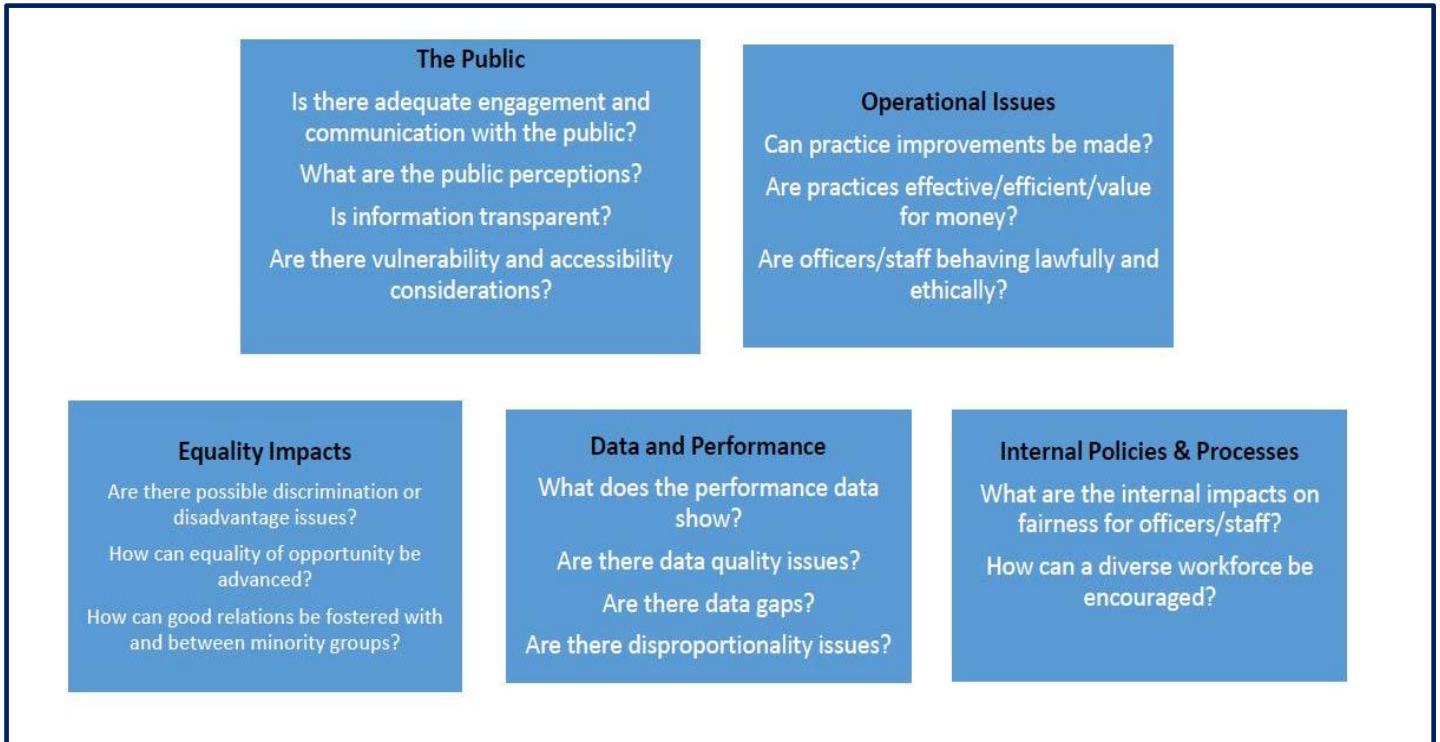 The Public
Is there adequate engagement and
communication with the public?
What are the public perceptions?
Is information transparent?
Are there vulnerability and accessibility
considerations?
Operational Issues
Can practice improvements be made?
Are practices effective/efficient/value
for money?
Are officers/staff behaving lawfully and
ethically?
Equality Impacts
Are there possible discrimination or
disadvantage issues?
How can equality of opportunity be
advanced?
How can good relations be fostered with
and between minority groups?
Data and Performance
What does the performance data
show?
Are there data quality issues?
Are there data gaps?
Are there disproportionality issues?
Internal Policies & Processes
What are the internal impacts on
fairness for officers/staff?
How can a diverse workforce be
encouraged?